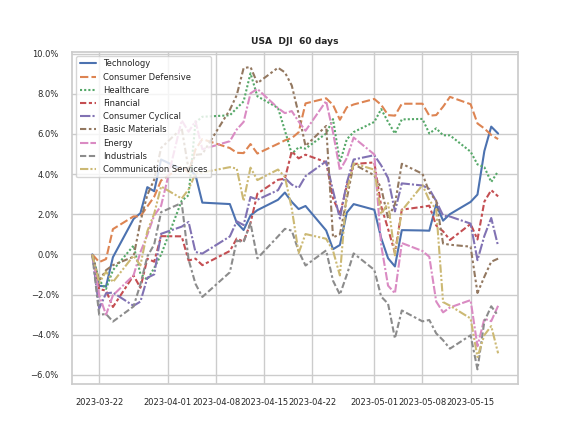 USA DJI 60 days
10.0%
8.0%
6.0%
4.0%
2.0%
0.0%
−2.0%
−4.0%
−6.0%
Technology
Consumer Defensive
Healthcare
Financial
Consumer Cyclical
Basic Materials
Energy
Industrials
Communication Services
2023-03-22 2023-04-01 2023-04-08 2023-04-15 2023-04-22 2023-05-01 2023-05-08 2023-05-15